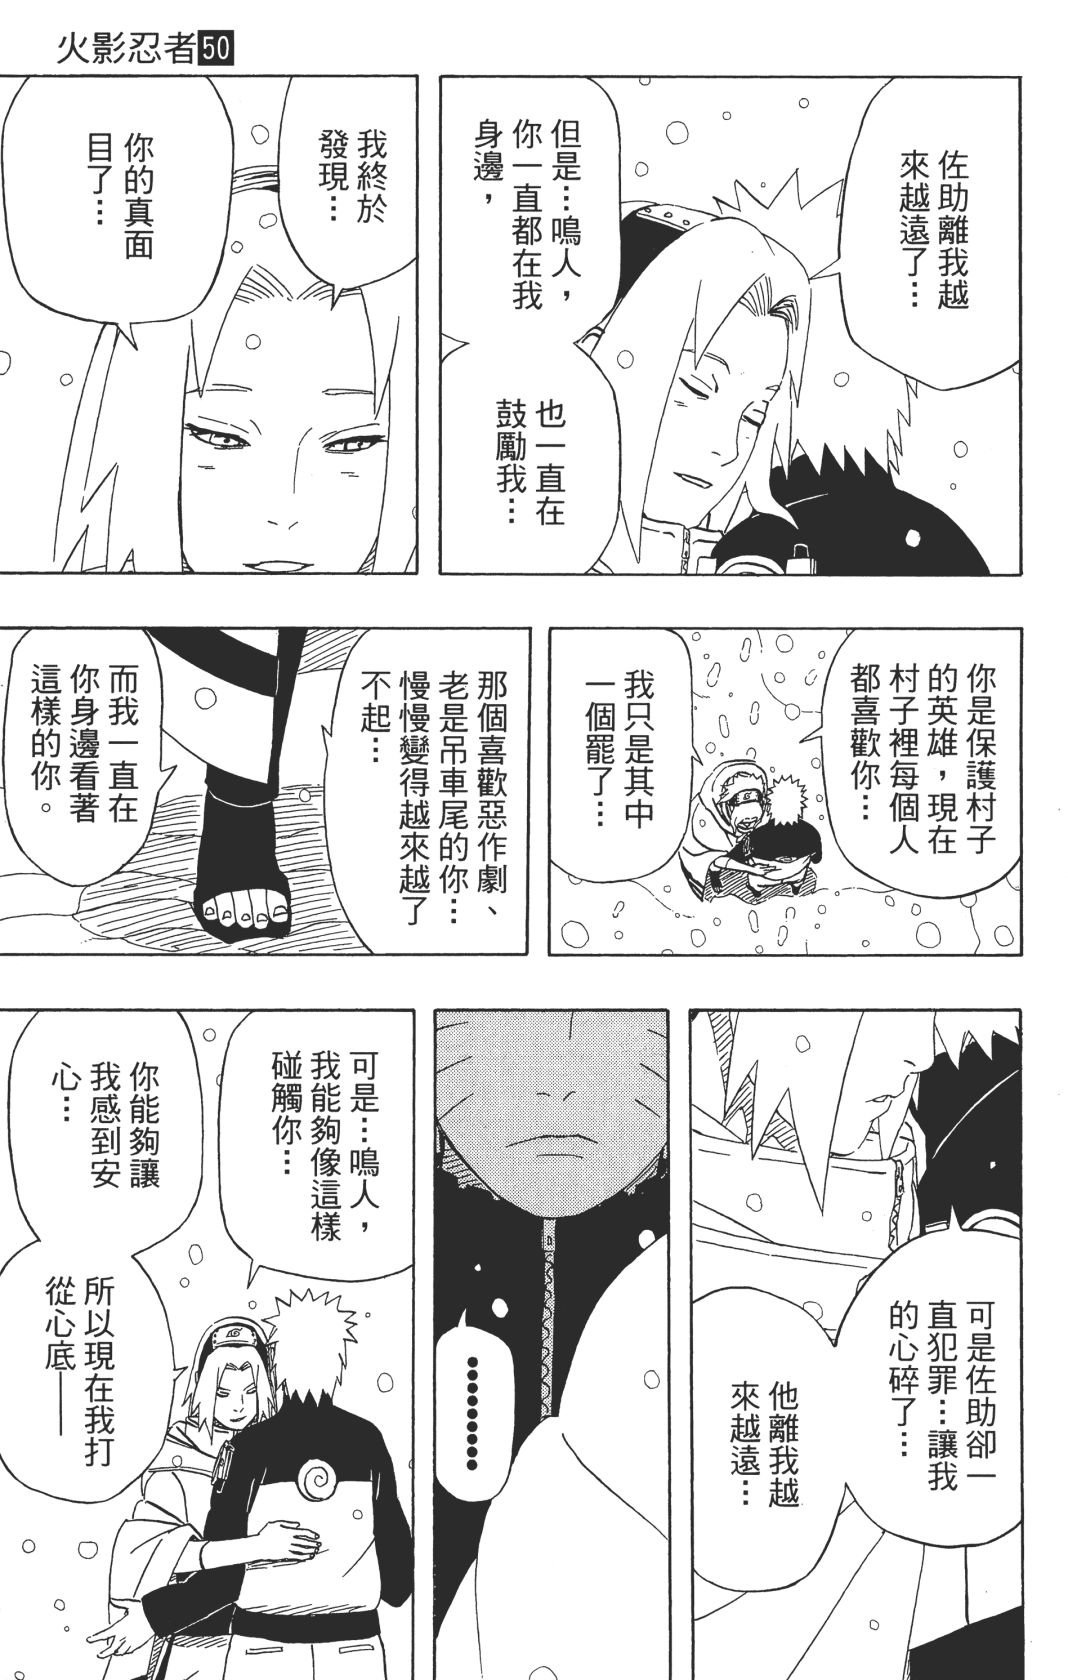 火影忍者50
佐助離我越
來越遠了…
但是…鳴人，
你一直都在我
身邊，
也一直在
鼓勵我…
我終於
發現…
你的真面
目了…
你是保護村子
的英雄，現在
村子裡每個人
都喜歡你…
我只是其中
一個罷了…
那個喜歡惡作劇、
老是吊車尾的你…
慢慢變得越來越了
不起…
而我一直在
你身邊看著
這樣的你。
可是佐助卻一
直犯罪…讓我
的心碎了…
他離我越
來越遠…
………
可是…鳴人，
我能夠像這樣
碰觸你…
你能夠讓
我感到安
心…
所以現在我打
從心底——